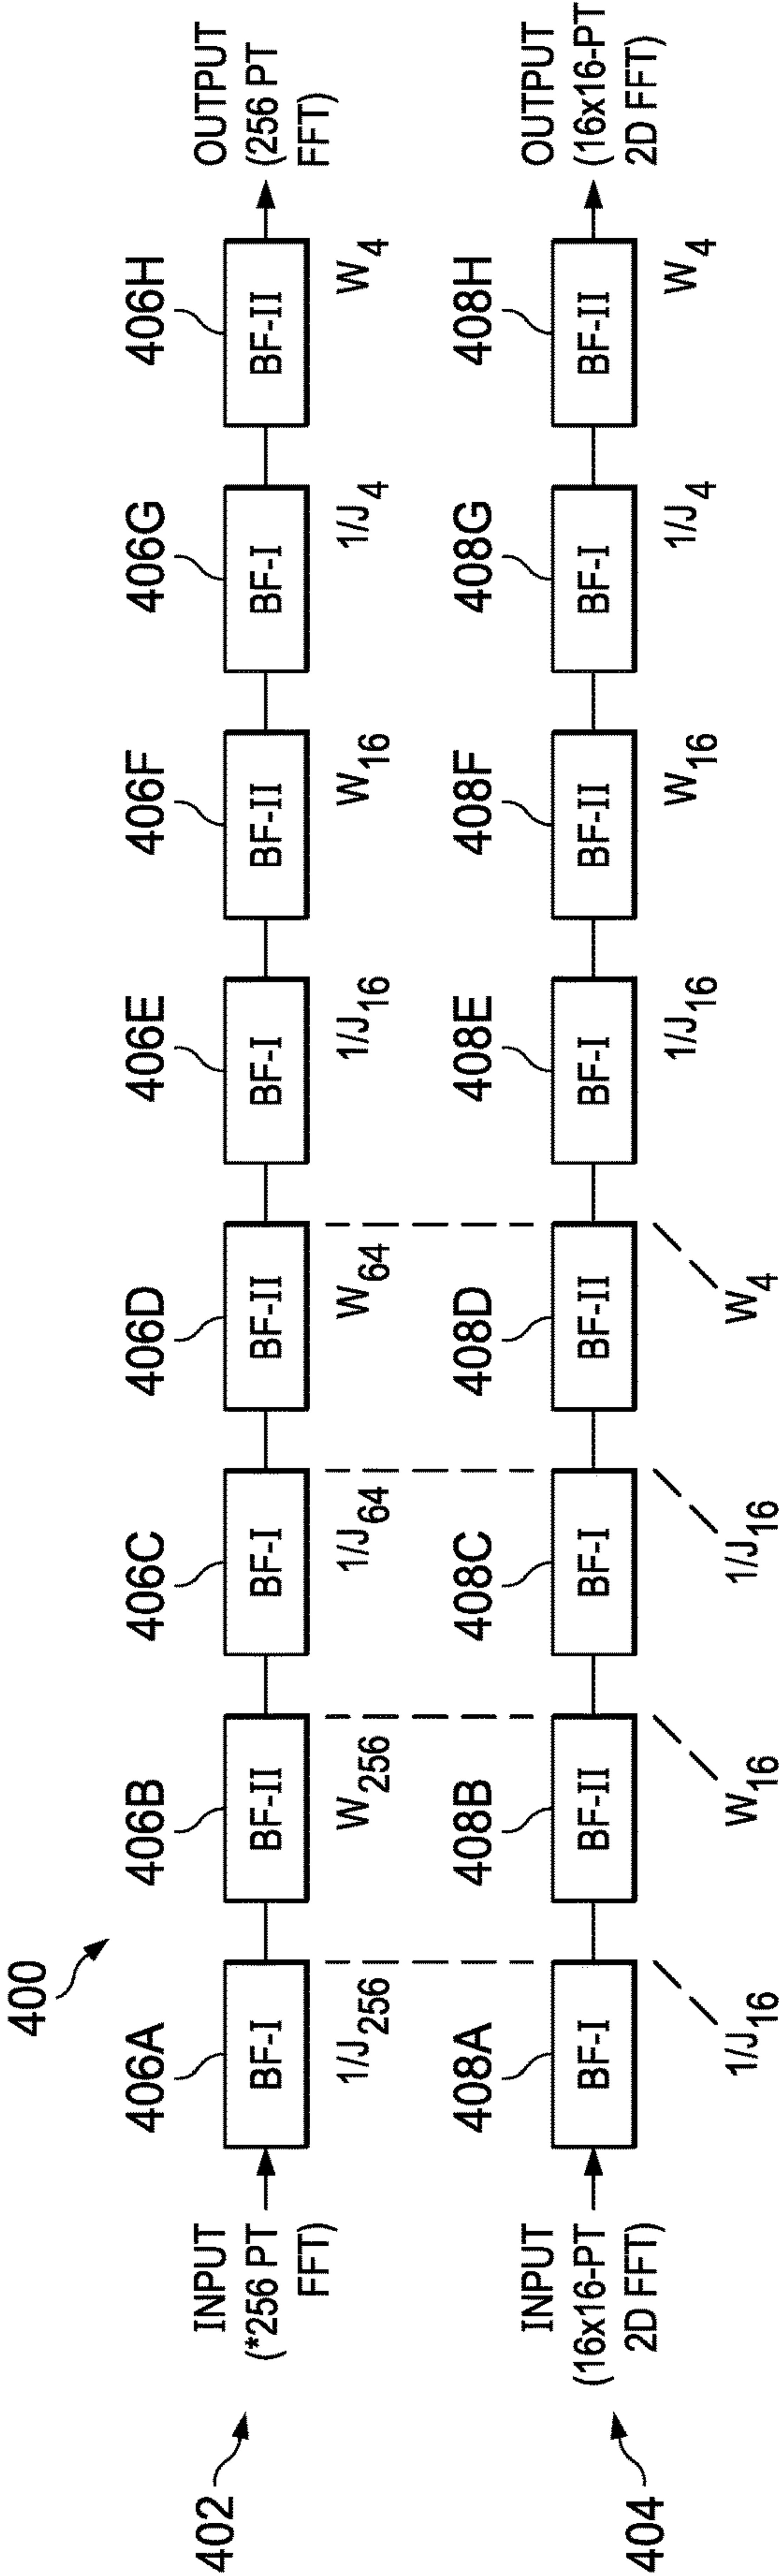 400
402
INPUT
(*256 PT
FFT)
406A
406B
406C
406D
406E
406F
406G
406H
BF-I
BF-II
BF-I
BF-II
BF-I
BF-II
BF-I
BF-II
1/J256
W256
1/J64
W64
1/J16
W16
1/J4
W4
OUTPUT
(256 PT
FFT)
404
INPUT
(16x16-PT
2D FFT)
408A
408B
408C
408D
408E
408F
408G
408H
BF-I
BF-II
BF-I
BF-II
BF-I
BF-II
BF-I
BF-II
1/J16
W16
1/J16
W4
1/J16
W16
1/J4
W4
OUTPUT
(16x16-PT
2D FFT)